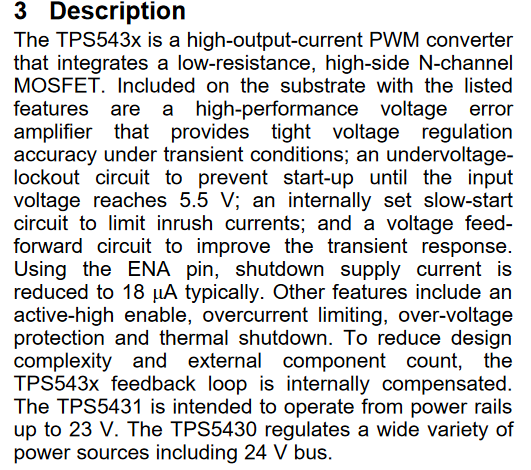 3 Description
The TPS543x is a high-output-current PWM converter
that integrates a low-resistance, high-side N-channel
MOSFET. Included on the substrate with the listed
features are a high-performance voltage error
amplifier that provides tight voltage regulation
accuracy under transient conditions; an undervoltage-
lockout circuit to prevent start-up until the input
voltage reaches 5.5 V; an internally set slow-start
circuit to limit inrush currents; and a voltage feed-
forward circuit to improve the transient response.
Using the ENA pin, shutdown supply current is
reduced to 18 μA typically. Other features include an
active-high enable, overcurrent limiting, over-voltage
protection and thermal shutdown. To reduce design
complexity and external component count, the
TPS543x feedback loop is internally compensated.
The TPS5431 is intended to operate from power rails
up to 23 V. The TPS5430 regulates a wide variety of
power sources including 24 V bus.